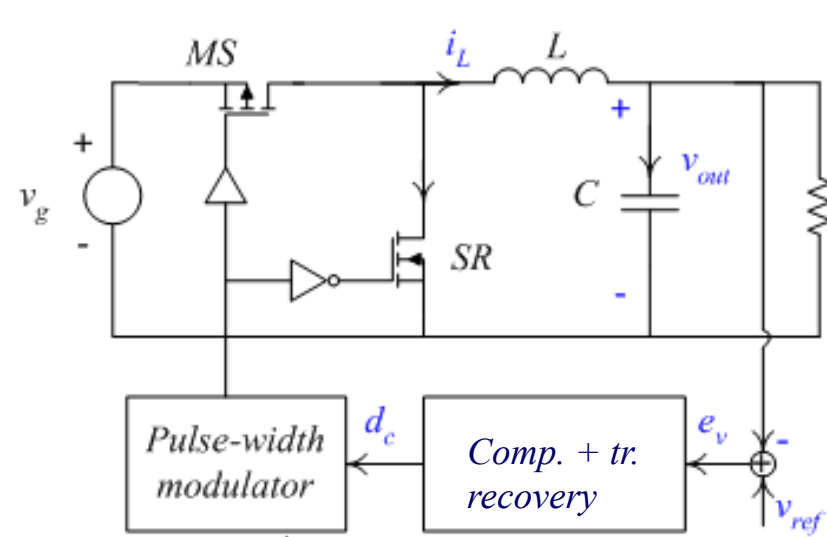 MS
i_L
L
+
+
v_g
-
C
v_out
SR
-
Pulse-width
modulator
d_c
Comp. + tr.
recovery
e_v
-
+
v_ref